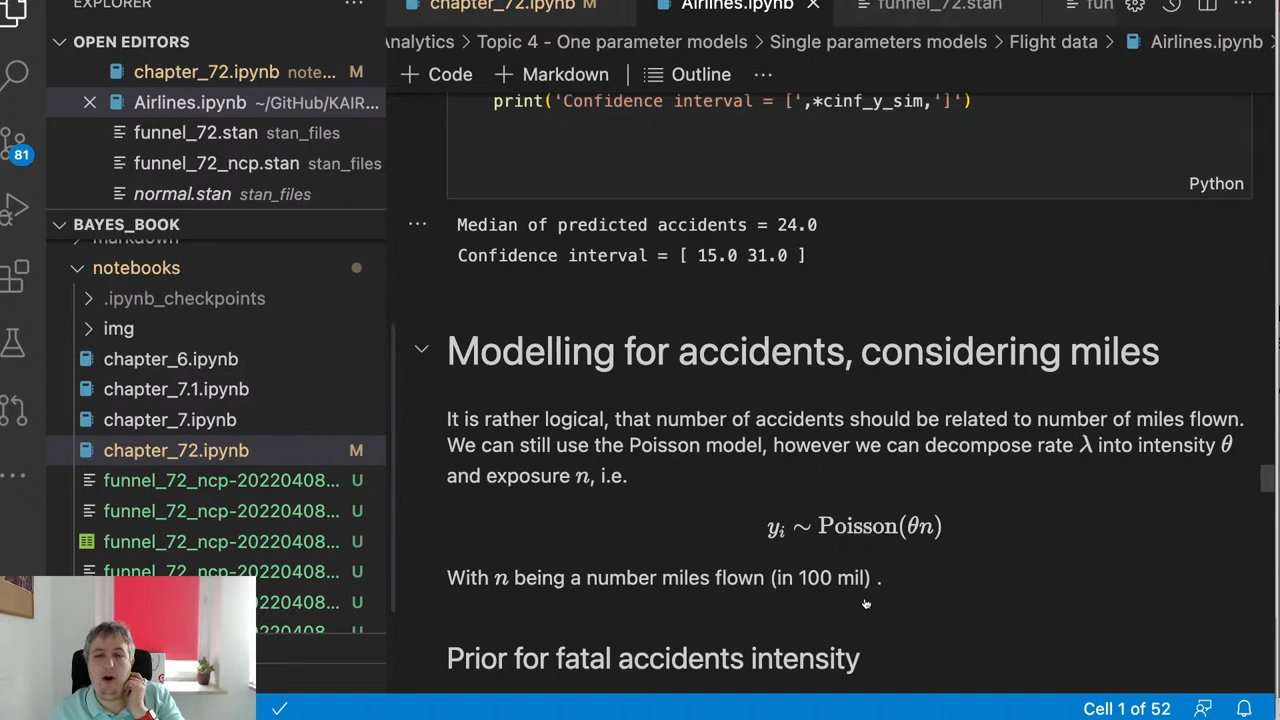 EXPLORER
chapter_72.ipynb M
Airlines.ipynb
funnel_72.stan
fun
OPEN EDITORS
chapter_72.ipynb note... M
Airlines.ipynb ~/GitHub/KAIR...
funnel_72.stan stan_files
funnel_72_ncp.stan stan_files
normal.stan stan_files
BAYES_BOOK
markdown
notebooks
.ipynb_checkpoints
img
chapter_6.ipynb
chapter_7.1.ipynb
chapter_7.ipynb
chapter_72.ipynb M
funnel_72_ncp-20220408... U
funnel_72_ncp-20220408... U
funnel_72_ncp-20220408... U
funnel_72_ncp-20220408... U
funnel_72_ncp-20220408... U
81
Analytics > Topic 4 - One parameter models > Single parameters models > Flight data > Airlines.ipynb >
+ Code + Markdown | Outline ...
print('Confidence interval = [',*cinf_y_sim,']')
Python
Median of predicted accidents = 24.0
Confidence interval = [ 15.0 31.0 ]
Modelling for accidents, considering miles
It is rather logical, that number of accidents should be related to number of miles flown.
We can still use the Poisson model, however we can decompose rate λ into intensity θ
and exposure n, i.e.
yᵢ ∼ Poisson(θn)
With n being a number miles flown (in 100 mil) .
Prior for fatal accidents intensity
Cell 1 of 52